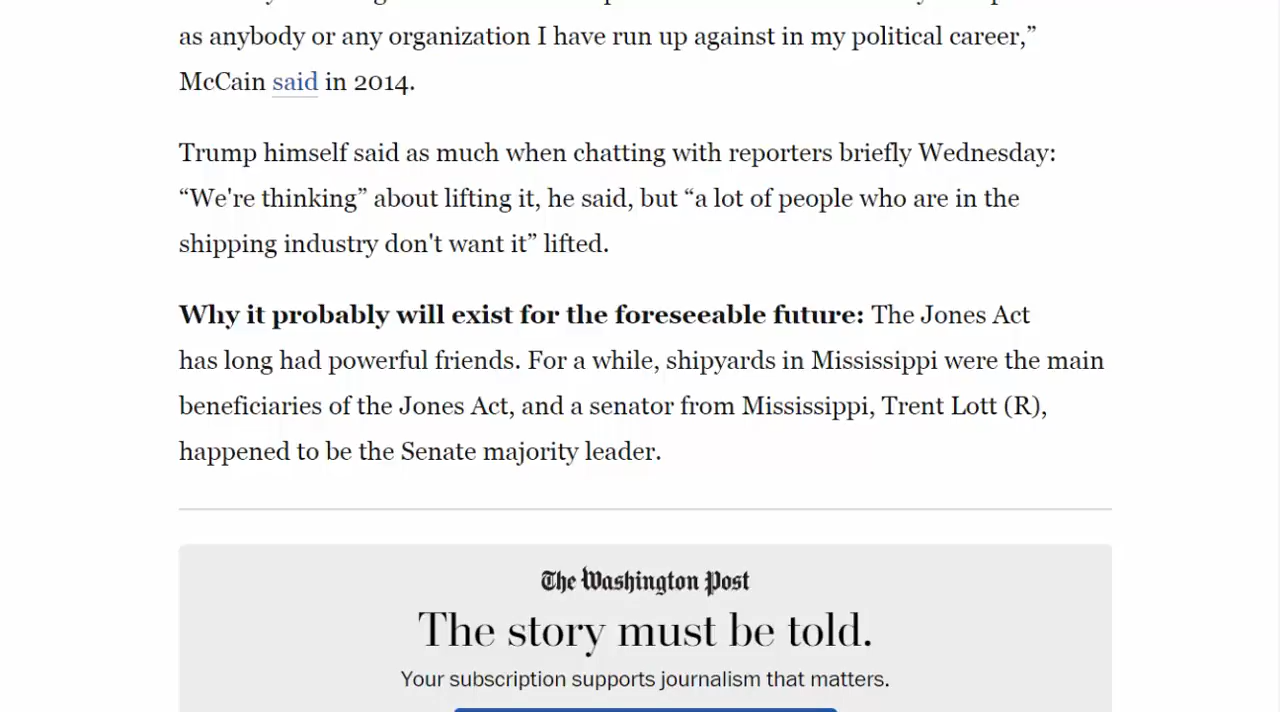 as anybody or any organization I have run up against in my political career,”
McCain said in 2014.
Trump himself said as much when chatting with reporters briefly Wednesday:
“We're thinking” about lifting it, he said, but “a lot of people who are in the
shipping industry don't want it” lifted.
Why it probably will exist for the foreseeable future: The Jones Act
has long had powerful friends. For a while, shipyards in Mississippi were the main
beneficiaries of the Jones Act, and a senator from Mississippi, Trent Lott (R),
happened to be the Senate majority leader.
The Washington Post
The story must be told.
Your subscription supports journalism that matters.